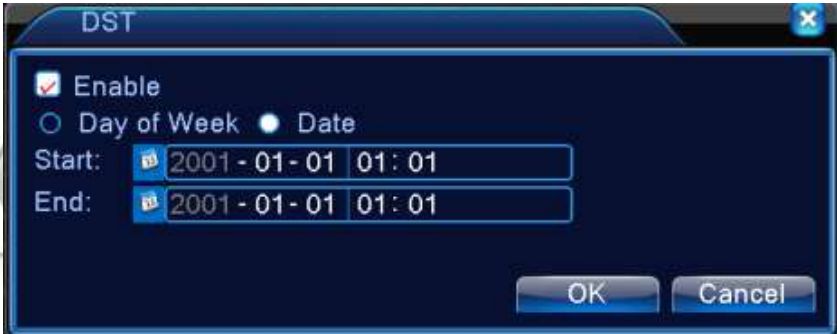 DST
Enable
Day of Week Date
Start: 2001 - 01 - 01 01: 01
End: 2001 - 01 - 01 01: 01
OK Cancel